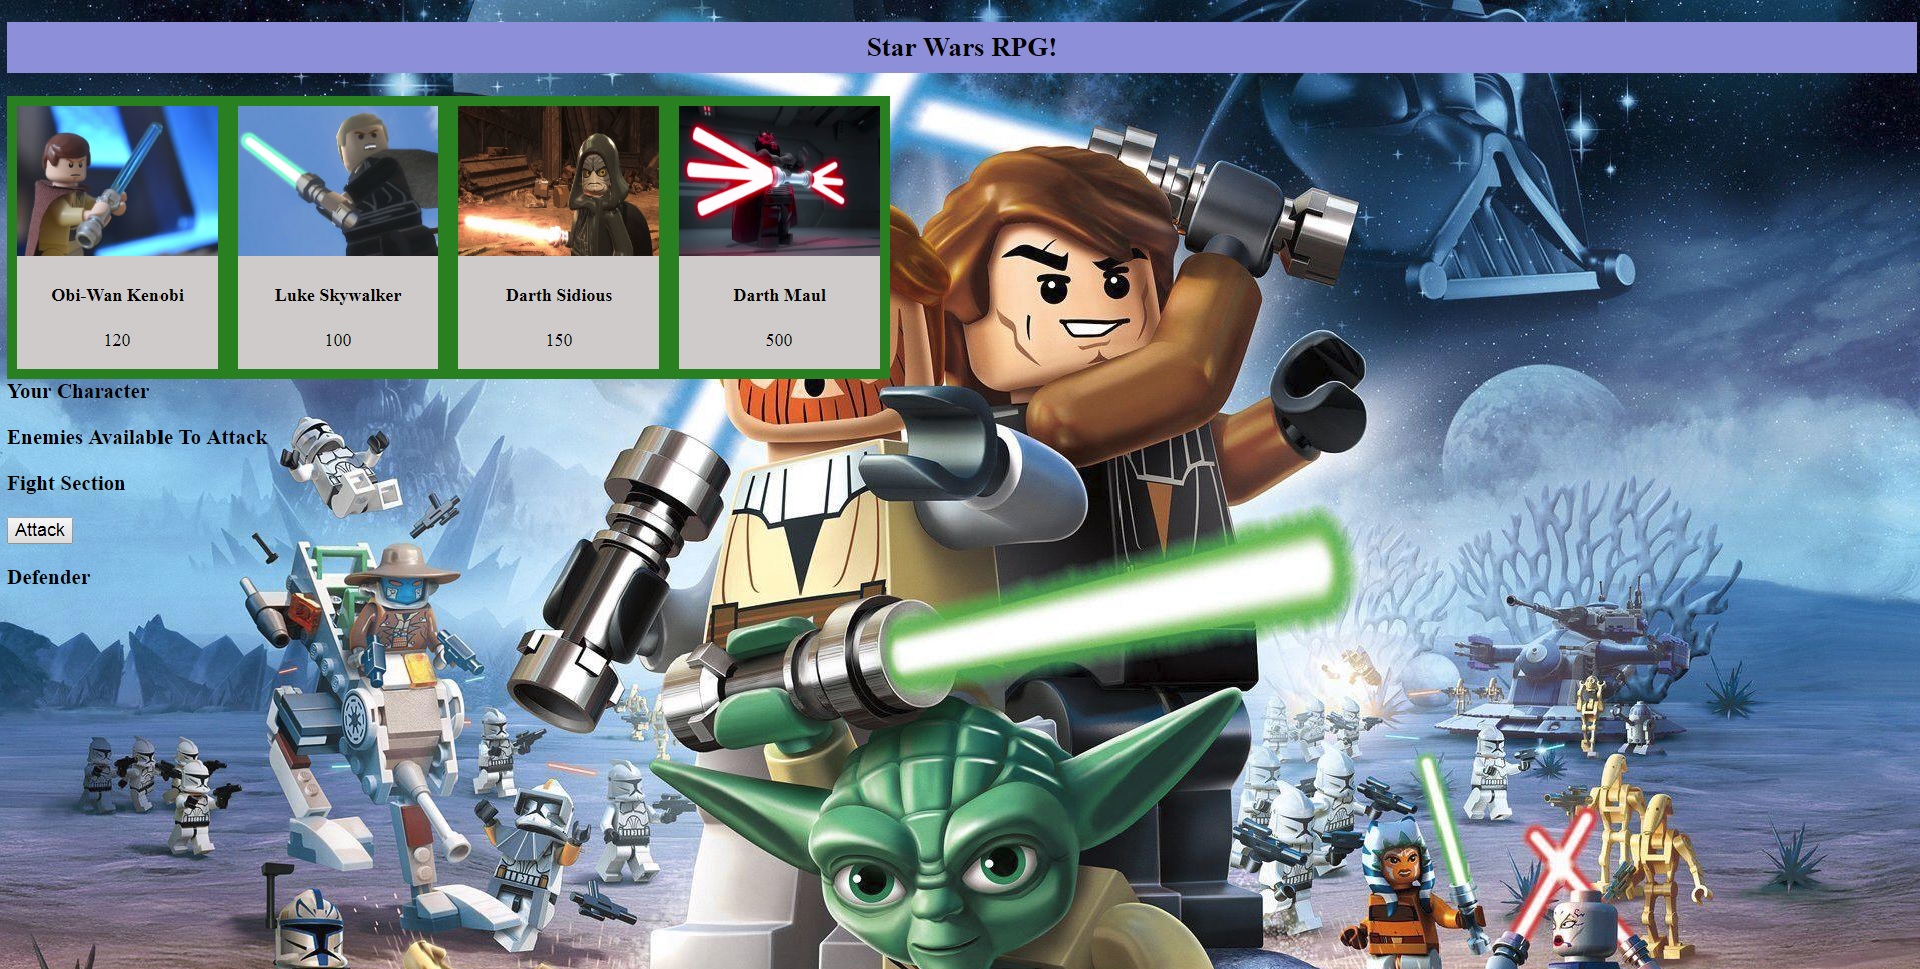 Star Wars RPG!
Obi-Wan Kenobi
120
Luke Skywalker
100
Darth Sidious
150
Darth Maul
500
Your Character
Enemies Available To Attack
Fight Section
Attack
Defender